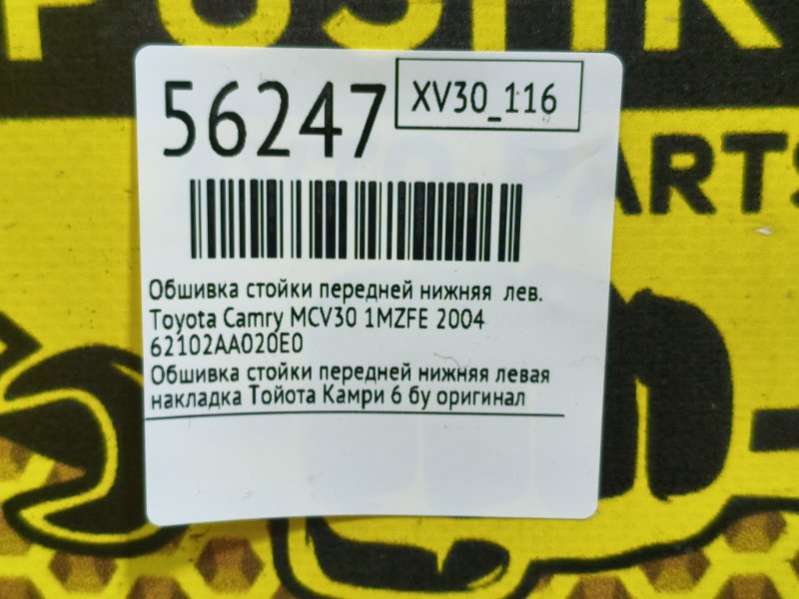 56247
XV30_116
PARTS
Обшивка стойки передней нижняя лев.
Toyota Camry MCV30 1MZFE 2004
62102AA020E0
Обшивка стойки передней нижняя левая
накладка Тойота Камри 6 бу оригинал